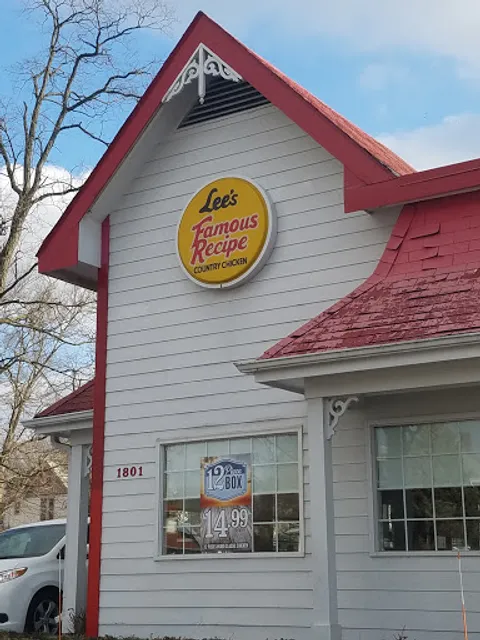 Lee's
Famous
Recipe
COUNTRY CHICKEN
1801
12
BOX
14.99